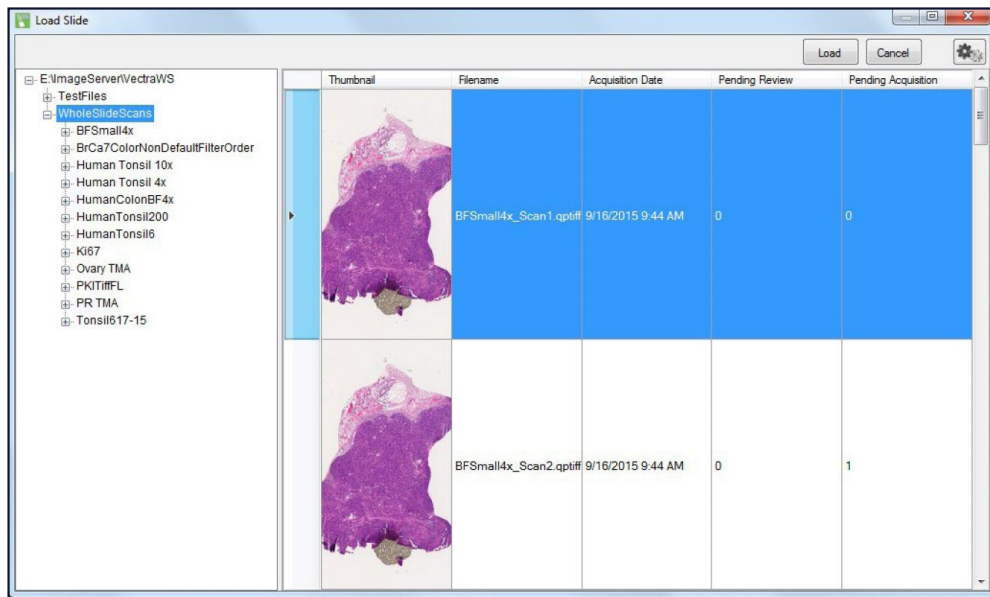 Load Slide
Load Cancel
E:\ImageServer\VectraWS
TestFiles
WholeSlideScans
BFSmall4x
BrCa7ColorNonDefaultFilterOrder
Human Tonsil 10x
Human Tonsil 4x
HumanColonBF4x
HumanTonsil200
HumanTonsil6
Ki67
Ovary TMA
PKITiffFL
PR TMA
Tonsil617-15
Thumbnail Filename Acquisition Date Pending Review Pending Acquisition
BFSmall4x_Scan1.qptiff 9/16/2015 9:44 AM 0 0
BFSmall4x_Scan2.qptiff 9/16/2015 9:44 AM 0 1